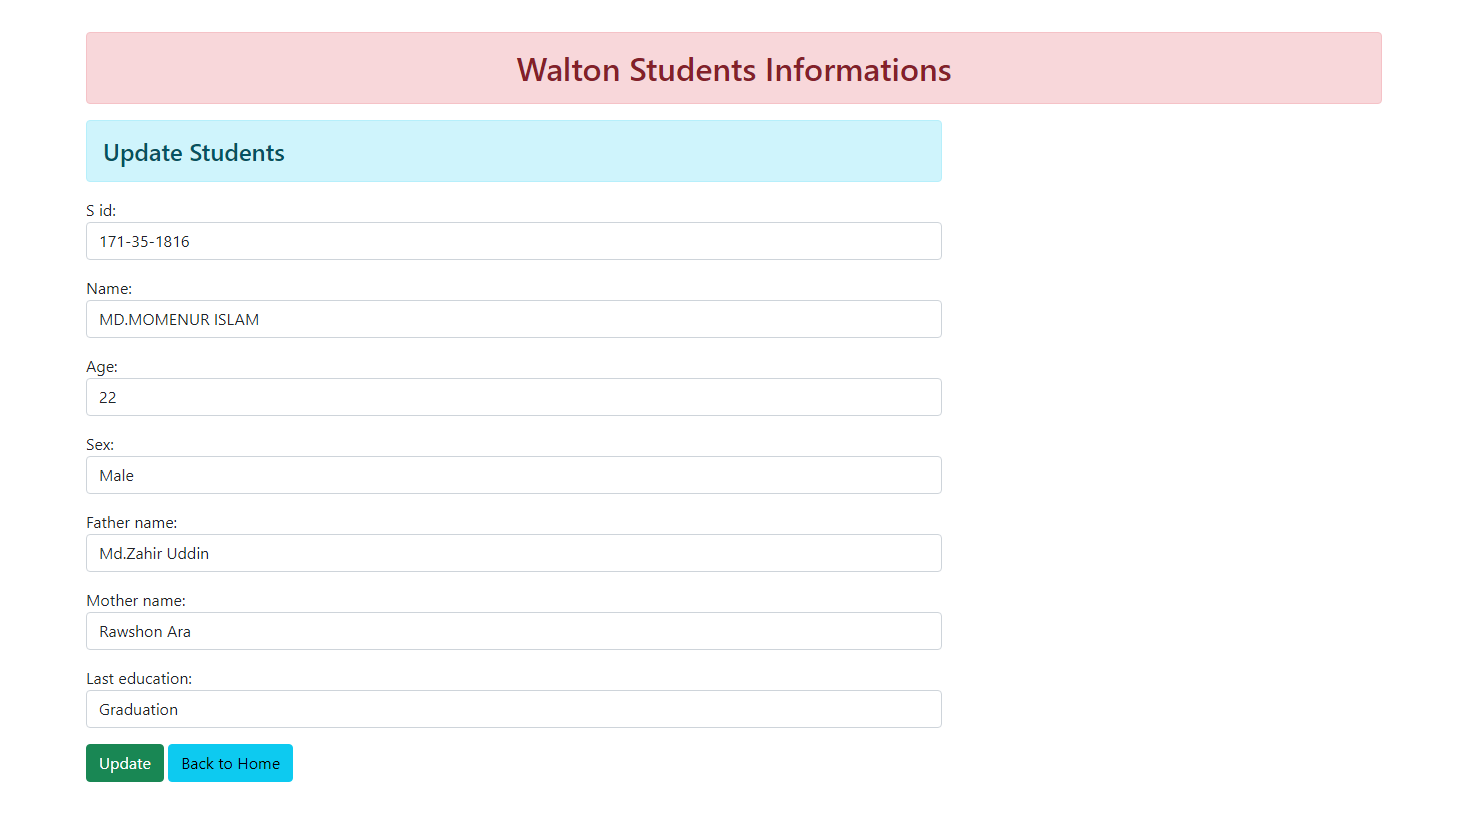 Walton Students Informations
Update Students
S id:
171-35-1816
Name:
MD.MOMENUR ISLAM
Age:
22
Sex:
Male
Father name:
Md.Zahir Uddin
Mother name:
Rawshon Ara
Last education:
Graduation
Update Back to Home